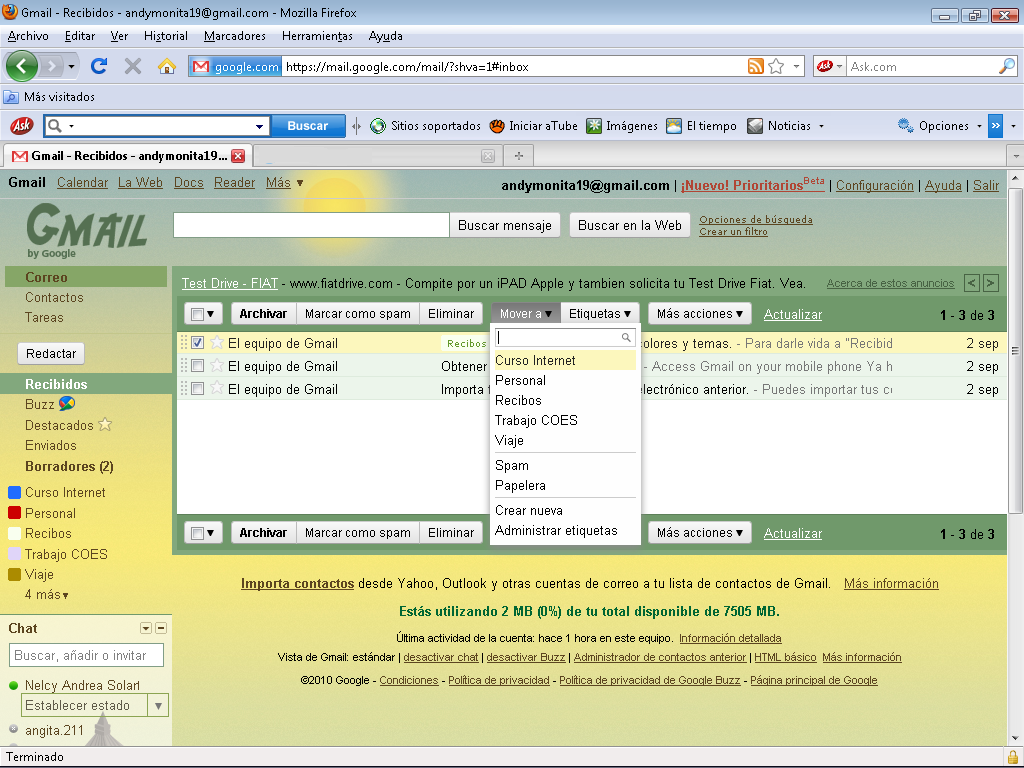 Gmail - Recibidos - andymonita19@gmail.com - Mozilla Firefox
Archivo Editar Ver Historial Marcadores Herramientas Ayuda
google.com https://mail.google.com/mail/?shva=1#inbox Ask Ask.com
Más visitados
Ask Buscar Sitios soportados Iniciar aTube Imágenes El tiempo Noticias Opciones »
Gmail - Recibidos - andymonita19...
Gmail Calendar La Web Docs Reader Más ▼ andymonita19@gmail.com | ¡Nuevo! Prioritarios Beta | Configuración | Ayuda | Salir
GMAIL
by Google
Buscar mensaje Buscar en la Web Opciones de búsqueda
Crear un filtro
Correo
Contactos
Tareas
Redactar
Recibidos
Buzz
Destacados
Enviados
Borradores (2)
Curso Internet
Personal
Recibos
Trabajo COES
Viaje
4 más ▼
Chat
Buscar, añadir o invitar
Nelcy Andrea Solart
Establecer estado
angita.211
Test Drive - FIAT - www.fiatdrive.com - Compite por un iPAD Apple y tambien solicita tu Test Drive Fiat. Vea. Acerca de estos anuncios < >
Archivar Marcar como spam Eliminar Mover a ▼ Etiquetas ▼ Más acciones ▼ Actualizar 1 - 3 de 3
El equipo de Gmail Recibos olores y temas. - Para darle vida a "Recibid 2 sep
El equipo de Gmail Obtener - Access Gmail on your mobile phone Ya h 2 sep
El equipo de Gmail Importa t lectrónico anterior. - Puedes importar tus c 2 sep
Curso Internet
Personal
Recibos
Trabajo COES
Viaje
Spam
Papelera
Crear nueva
Administrar etiquetas
Archivar Marcar como spam Eliminar Más acciones ▼ Actualizar 1 - 3 de 3
Importa contactos desde Yahoo, Outlook y otras cuentas de correo a tu lista de contactos de Gmail. Más información
Estás utilizando 2 MB (0%) de tu total disponible de 7505 MB.
Última actividad de la cuenta: hace 1 hora en este equipo. Información detallada
Vista de Gmail: estándar | desactivar chat | desactivar Buzz | Administrador de contactos anterior | HTML básico Más información
©2010 Google - Condiciones - Política de privacidad - Política de privacidad de Google Buzz - Página principal de Google
Terminado